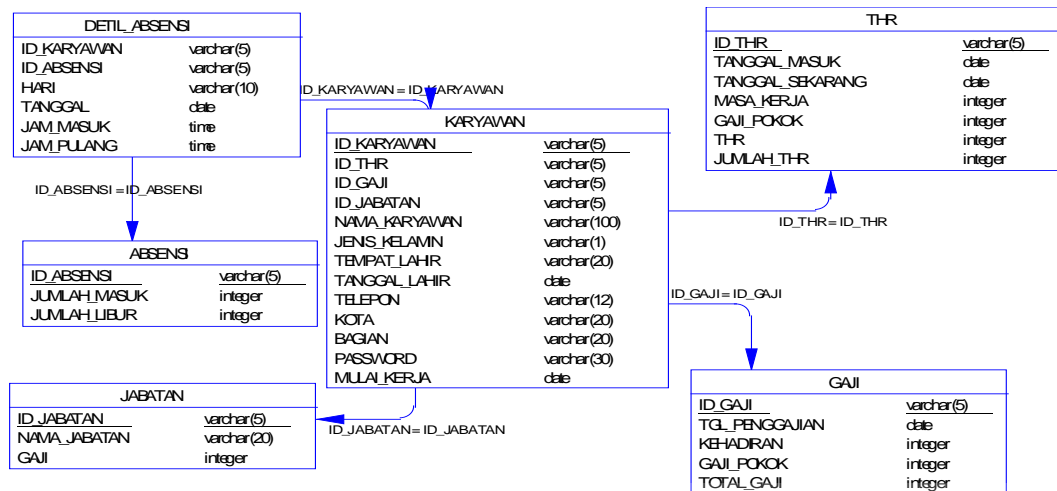 DETIL_ABSENSI
ID_KARYAWAN varchar(5)
ID_ABSENSI varchar(5)
HARI varchar(10)
TANGGAL date
JAM_MASUK time
JAM_PULANG time
ID_KARYAWAN = ID_KARYAWAN
ID_ABSENSI = ID_ABSENSI
ABSENSI
ID_ABSENSI varchar(5)
JUMLAH_MASUK integer
JUMLAH_LIBUR integer
KARYAWAN
ID_KARYAWAN varchar(5)
ID_THR varchar(5)
ID_GAJI varchar(5)
ID_JABATAN varchar(5)
NAMA_KARYAWAN varchar(100)
JENIS_KELAMIN varchar(1)
TEMPAT_LAHIR varchar(20)
TANGGAL_LAHIR date
TELEPON varchar(12)
KOTA varchar(20)
BAGIAN varchar(20)
PASSWORD varchar(30)
MULAI_KERJA date
THR
ID_THR varchar(5)
TANGGAL_MASUK date
TANGGAL_SEKARANG date
MASA_KERJA integer
GAJI_POKOK integer
THR integer
JUMLAH_THR integer
ID_THR = ID_THR
ID_GAJI = ID_GAJI
JABATAN
ID_JABATAN varchar(5)
NAMA_JABATAN varchar(20)
GAJI integer
ID_JABATAN = ID_JABATAN
GAJI
ID_GAJI varchar(5)
TGL_PENGGAJIAN date
KEHADIRAN integer
GAJI_POKOK integer
TOTAL_GAJI integer